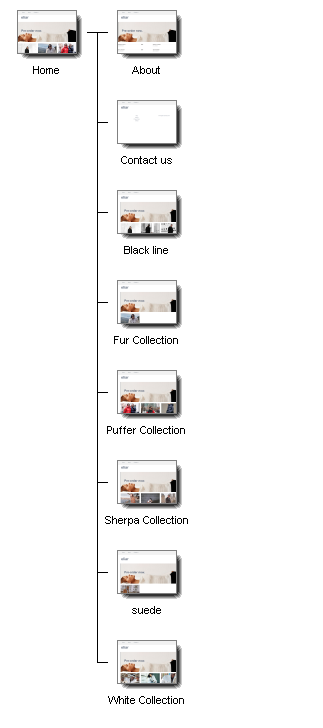 Home
About
Contact us
Black line
Fur Collection
Puffer Collection
Sherpa Collection
suede
White Collection